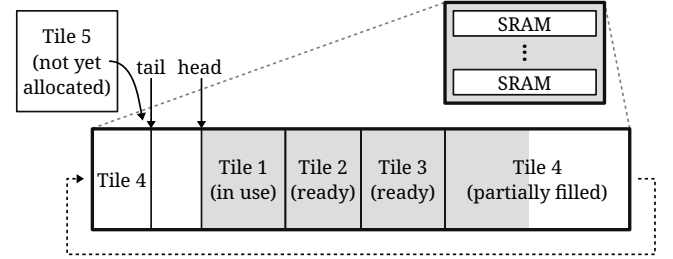 Tile 5
(not yet
allocated)
tail
head
SRAM
⋮
SRAM
Tile 4
Tile 1
(in use)
Tile 2
(ready)
Tile 3
(ready)
Tile 4
(partially filled)